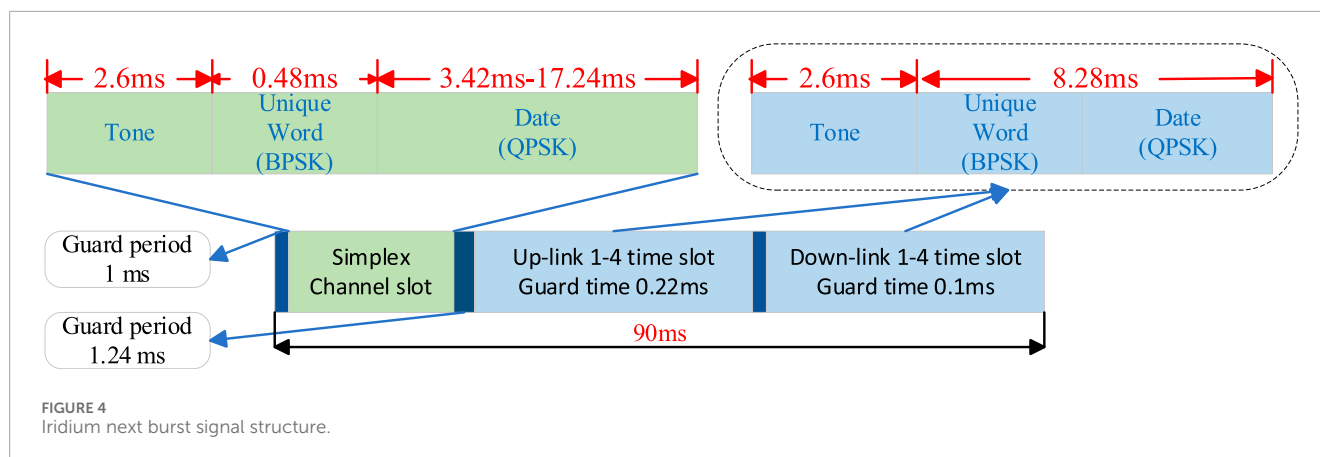 2.6ms 0.48ms 3.42ms-17.24ms 2.6ms 8.28ms
Tone
Unique
Word
(BPSK)
Date
(QPSK)
Tone
Unique
Word
(BPSK)
Date
(QPSK)
Guard period
1 ms
Simplex
Channel slot
Up-link 1-4 time slot
Guard time 0.22ms
Down-link 1-4 time slot
Guard time 0.1ms
Guard period
1.24 ms
90ms
FIGURE 4
Iridium next burst signal structure.